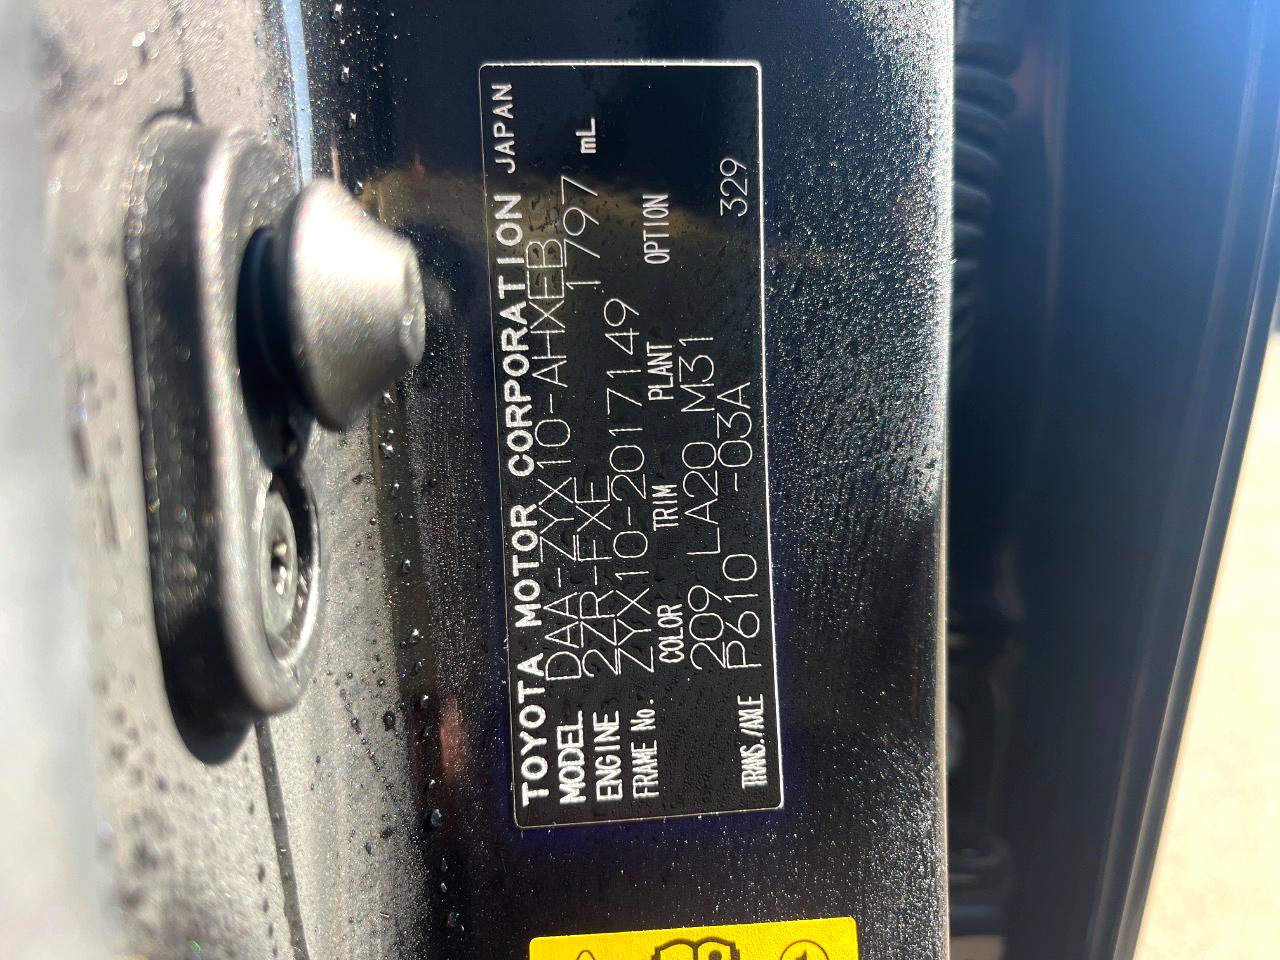 TOYOTA MOTOR CORPORATION JAPAN
MODEL DAA-ZYX10-AHXEB
ENGINE 2ZR-FXE 1797 mL
FRAME No. ZYX10-2017149
COLOR TRIM PLANT OPTION
209 LA20 M31
TRANS./AXLE P610 -03A 329